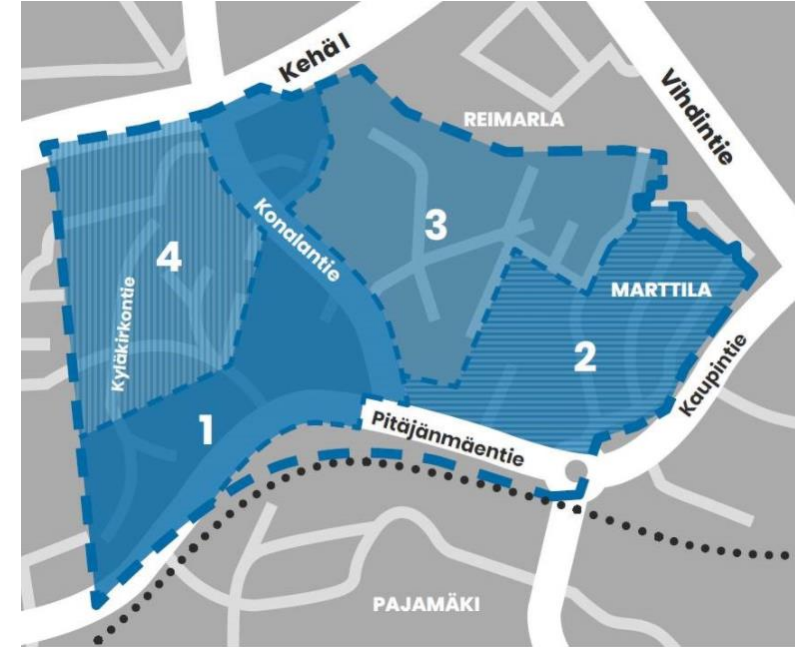 Kehä I
Vihdintie
REIMARLA
3
Konalantie
4
MARTTILA
Kyläkirkontie
2
Kaupintie
1
Pitäjänmäentie
PAJAMÄKI